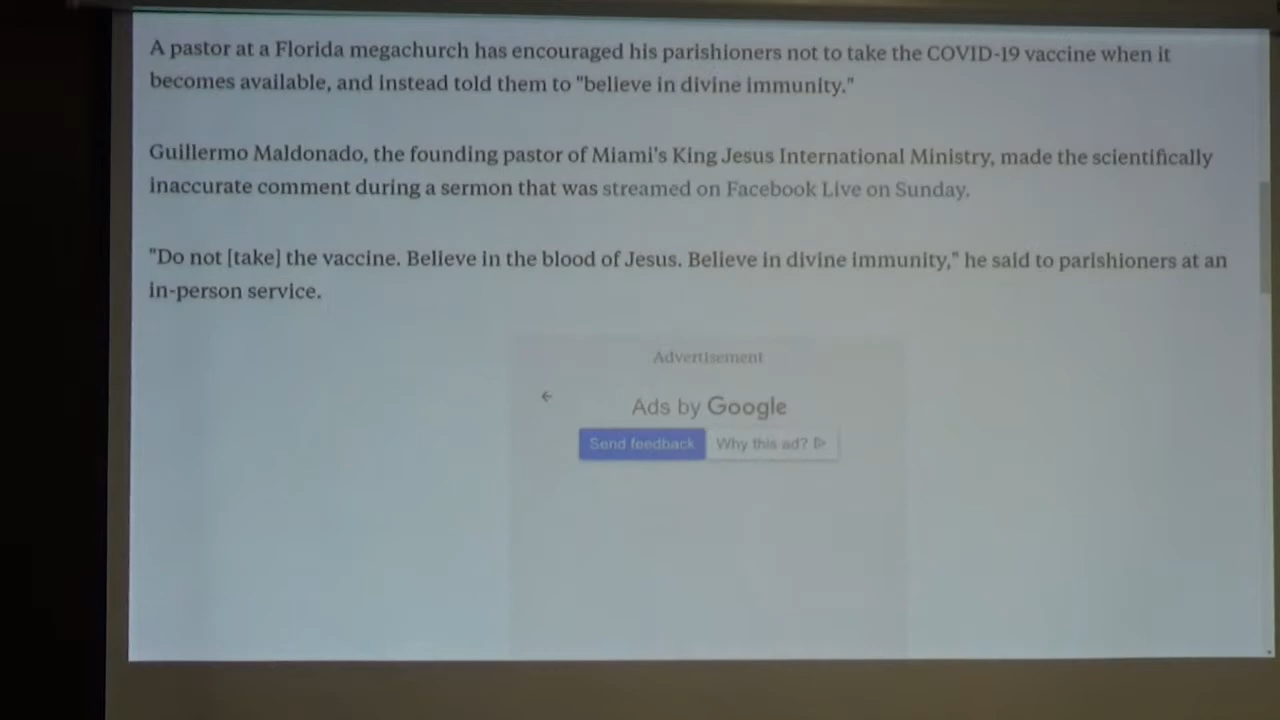 A pastor at a Florida megachurch has encouraged his parishioners not to take the COVID-19 vaccine when it
becomes available, and instead told them to "believe in divine immunity."
Guillermo Maldonado, the founding pastor of Miami's King Jesus International Ministry, made the scientifically
inaccurate comment during a sermon that was streamed on Facebook Live on Sunday.
"Do not [take] the vaccine. Believe in the blood of Jesus. Believe in divine immunity," he said to parishioners at an
in-person service.
Advertisement
Ads by Google
Send feedback
Why this ad?